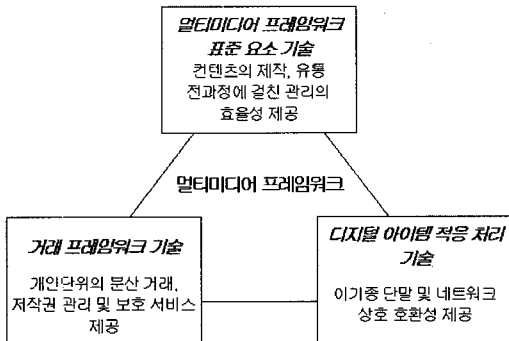 멀티미디어 프레임워크
표준 요소 기술
컨텐츠의 제작, 유통
전과정에 걸친 관리의
효율성 제공
멀티미디어 프레임워크
거래 프레임워크 기술
개인단위의 분산 거래,
저작권 관리 및 보호 서비스
제공
디지털 아이템 적응 처리
기술
이기종 단말 및 네트워크
상호 호환성 제공